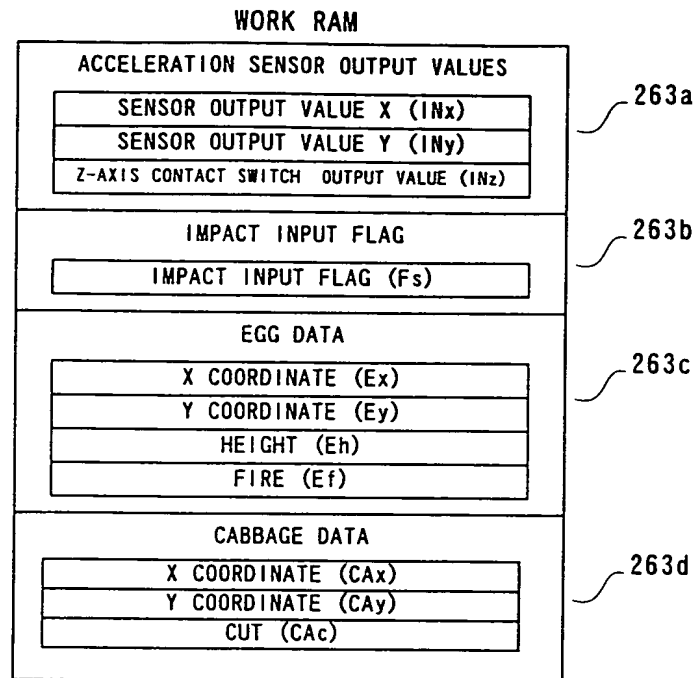 WORK RAM
ACCELERATION SENSOR OUTPUT VALUES
SENSOR OUTPUT VALUE X (INx)
SENSOR OUTPUT VALUE Y (INy)
Z-AXIS CONTACT SWITCH OUTPUT VALUE (INz)
263a
IMPACT INPUT FLAG
IMPACT INPUT FLAG (Fs)
263b
EGG DATA
X COORDINATE (Ex)
Y COORDINATE (Ey)
HEIGHT (Eh)
FIRE (Ef)
263c
CABBAGE DATA
X COORDINATE (CAx)
Y COORDINATE (CAy)
CUT (CAc)
263d